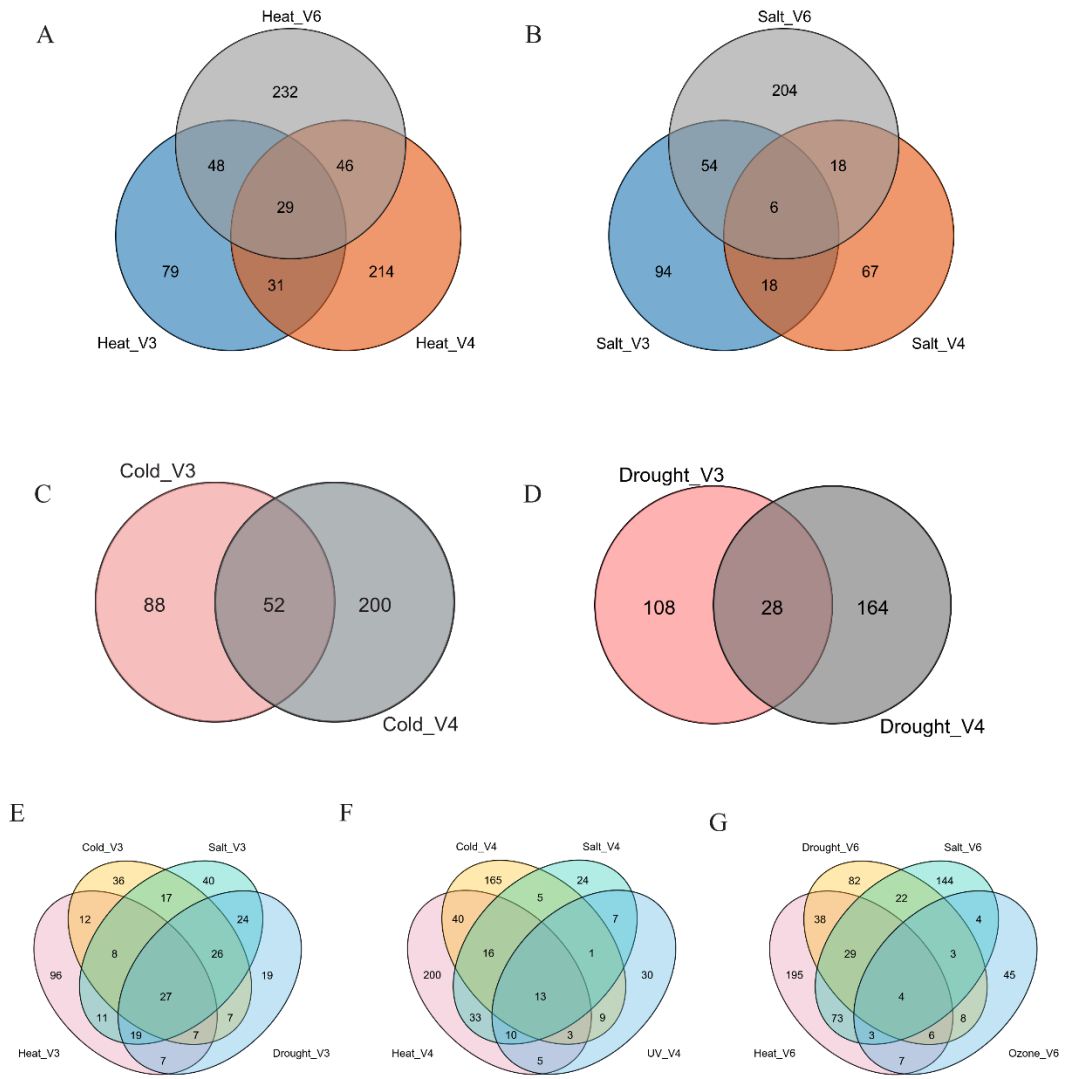 A
Heat_V6
232
48
46
29
79
31
214
Heat_V3
Heat_V4
B
Salt_V6
204
54
18
6
94
18
67
Salt_V3
Salt_V4
C
Cold_V3
88
52
200
Cold_V4
D
Drought_V3
108
28
164
Drought_V4
E
Cold_V3
Salt_V3
36
40
17
12
24
8
26
96
19
27
11
7
19
7
Heat_V3
7
Drought_V3
F
Cold_V4
Salt_V4
165
24
5
40
7
16
1
200
30
13
33
9
10
3
Heat_V4
5
UV_V4
G
Drought_V6
Salt_V6
82
144
22
38
4
29
3
195
45
4
73
8
3
6
Heat_V6
7
Ozone_V6